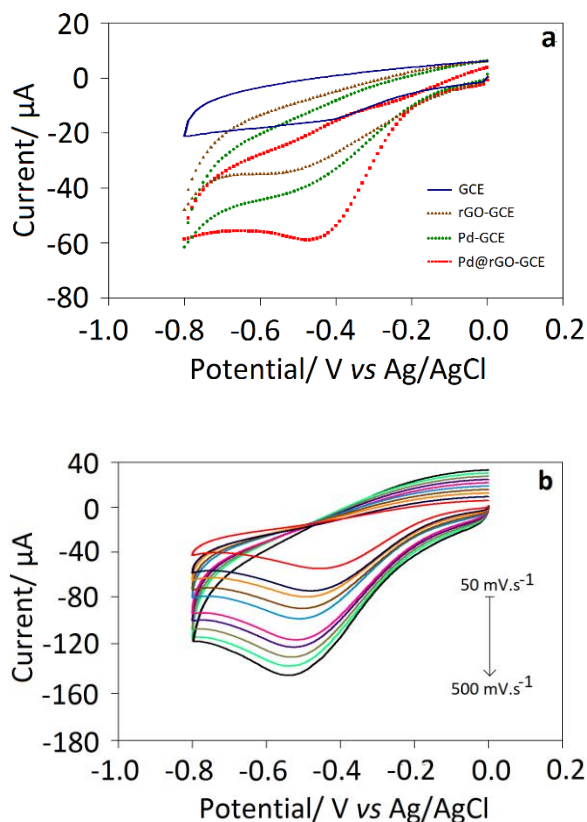 a
20
0
-20
-40
-60
-80
Current/ µA
GCE
rGO-GCE
Pd-GCE
Pd@rGO-GCE
-1.0 -0.8 -0.6 -0.4 -0.2 0.0 0.2
Potential/ V vs Ag/AgCl
b
40
0
-40
-80
-120
-160
-180
Current/ µA
50 mV.s-1
500 mV.s-1
-1.0 -0.8 -0.6 -0.4 -0.2 0.0 0.2
Potential/ V vs Ag/AgCl